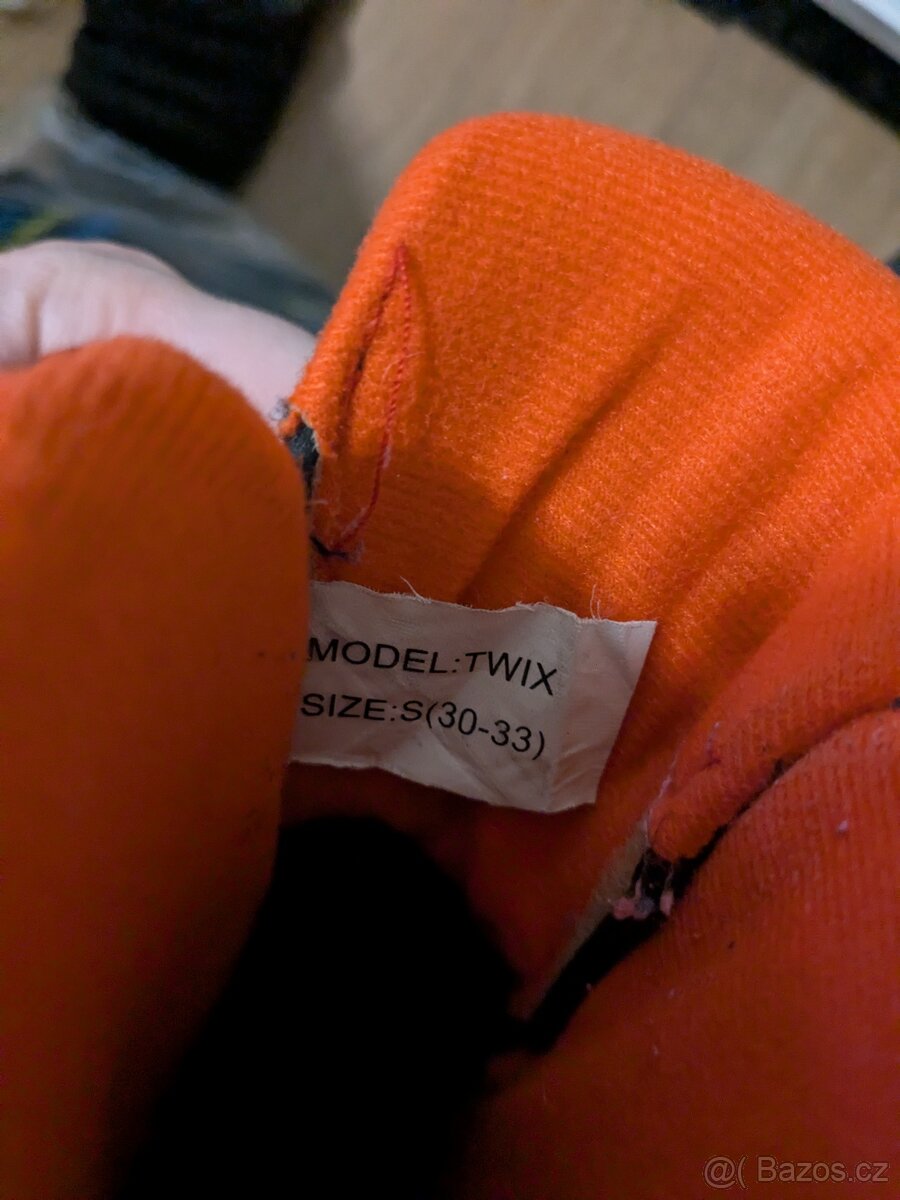 MODEL:TWIX
SIZE:S(30-33)
@( Bazos.cz